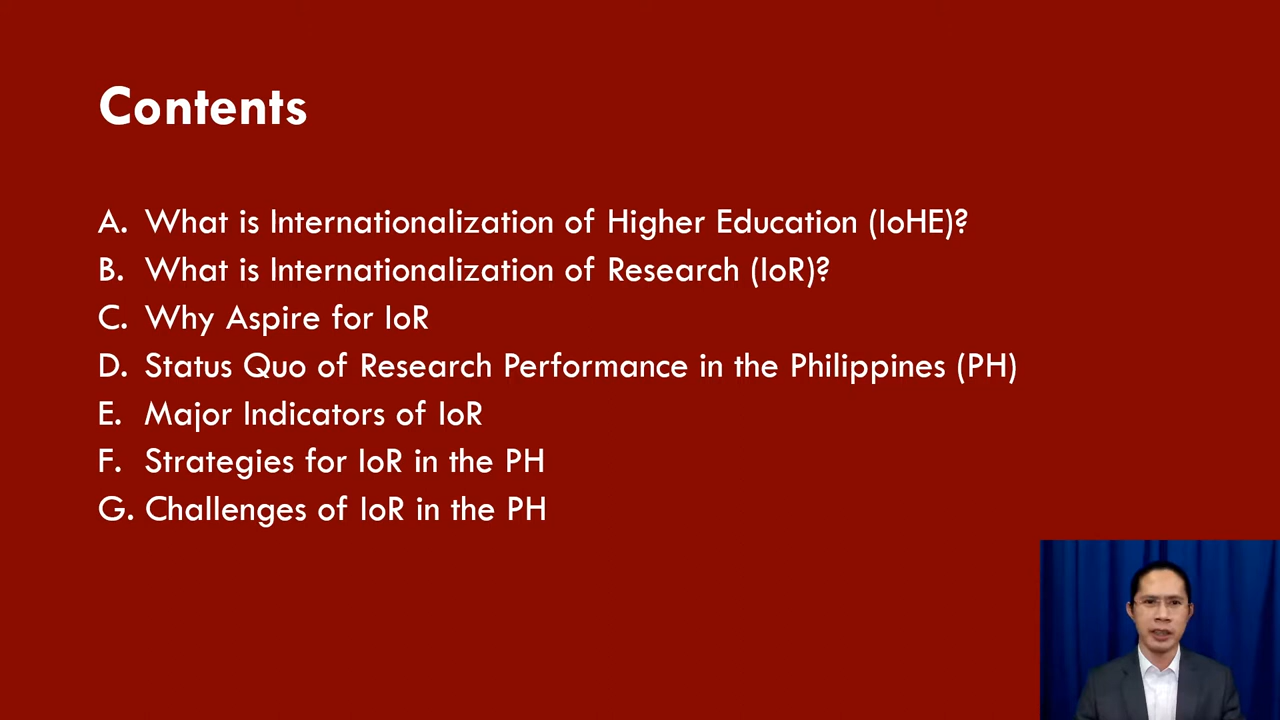 Contents
A. What is Internationalization of Higher Education (IoHE)?
B. What is Internationalization of Research (IoR)?
C. Why Aspire for IoR
D. Status Quo of Research Performance in the Philippines (PH)
E. Major Indicators of IoR
F. Strategies for IoR in the PH
G. Challenges of IoR in the PH